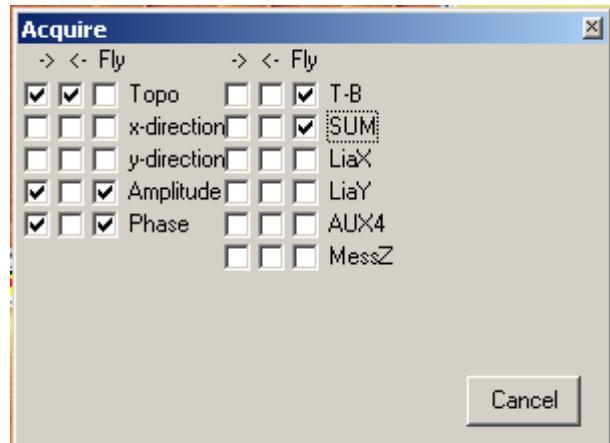 Acquire
-> <- Fly -> <- Fly
Topo T-B
x-direction SUM
y-direction LiaX
Amplitude LiaY
Phase AUX4
MessZ
Cancel